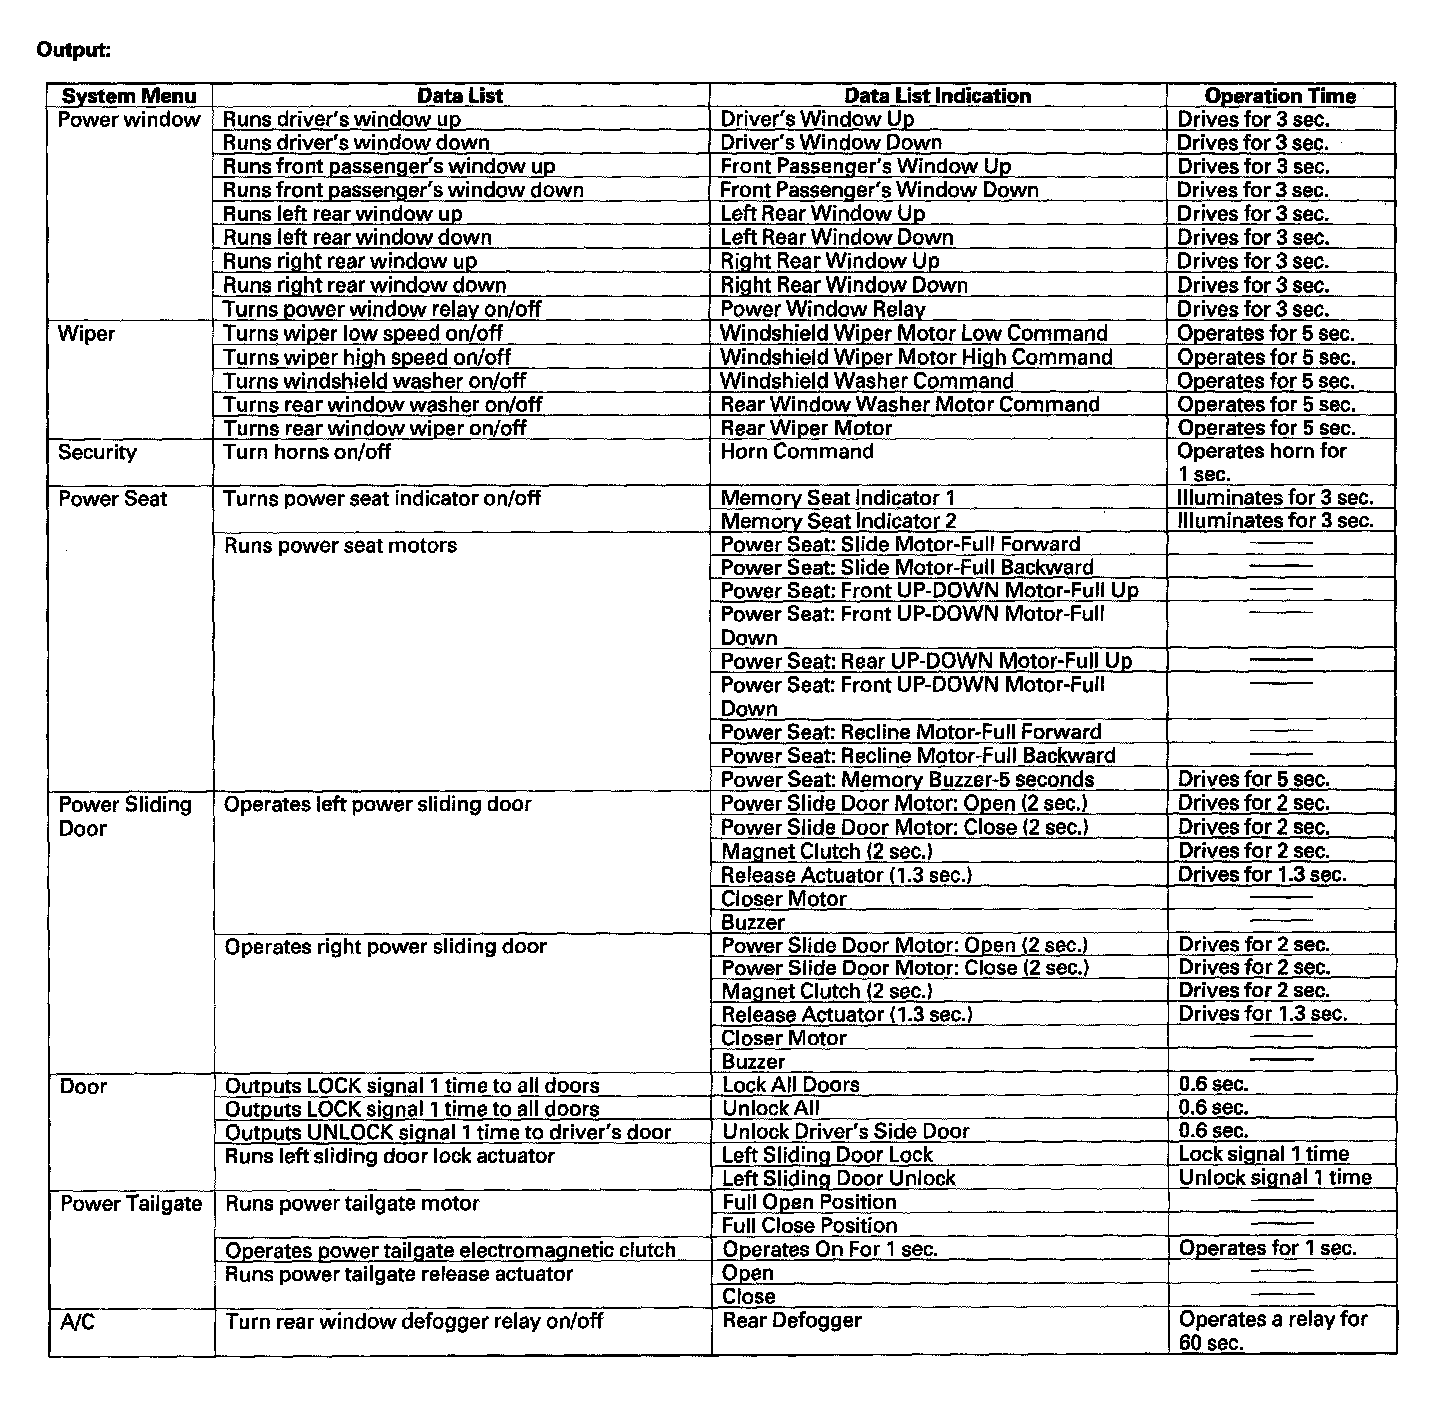 Output:
System Menu Data List Data List Indication Operation Time
Power window Runs driver's window up Driver's Window Up Drives for 3 sec.
Runs driver's window down Driver's Window Down Drives for 3 sec.
Runs front passenger's window up Front Passenger's Window Up Drives for 3 sec.
Runs front passenger's window down Front Passenger's Window Down Drives for 3 sec.
Runs left rear window up Left Rear Window Up Drives for 3 sec.
Runs left rear window down Left Rear Window Down Drives for 3 sec.
Runs right rear window up Right Rear Window Up Drives for 3 sec.
Runs right rear window down Right Rear Window Down Drives for 3 sec.
Turns power window relay on/off Power Window Relay Drives for 3 sec.
Wiper Turns wiper low speed on/off Windshield Wiper Motor Low Command Operates for 5 sec.
Turns wiper high speed on/off Windshield Wiper Motor High Command Operates for 5 sec.
Turns windshield washer on/off Windshield Washer Command Operates for 5 sec.
Turns rear window washer on/off Rear Window Washer Motor Command Operates for 5 sec.
Turns rear window wiper on/off Rear Wiper Motor Operates for 5 sec.
Security Turn horns on/off Horn Command Operates horn for
1 sec.
Power Seat Turns power seat indicator on/off Memory Seat Indicator 1 Illuminates for 3 sec.
Memory Seat Indicator 2 Illuminates for 3 sec.
Runs power seat motors Power Seat: Slide Motor-Full Forward ———
Power Seat: Slide Motor-Full Backward ———
Power Seat: Front UP-DOWN Motor-Full Up ———
Power Seat: Front UP-DOWN Motor-Full ———
Down
Power Seat: Rear UP-DOWN Motor-Full Up ———
Power Seat: Front UP-DOWN Motor-Full ———
Down
Power Seat: Recline Motor-Full Forward ———
Power Seat: Recline Motor-Full Backward ———
Power Seat: Memory Buzzer-5 seconds Drives for 5 sec.
Power Sliding Operates left power sliding door Power Slide Door Motor: Open (2 sec.) Drives for 2 sec.
Door Power Slide Door Motor: Close (2 sec.) Drives for 2 sec.
Magnet Clutch (2 sec.) Drives for 2 sec.
Release Actuator (1.3 sec.) Drives for 1.3 sec.
Closer Motor ———
Buzzer ———
Operates right power sliding door Power Slide Door Motor: Open (2 sec.) Drives for 2 sec.
Power Slide Door Motor: Close (2 sec.) Drives for 2 sec.
Magnet Clutch (2 sec.) Drives for 2 sec.
Release Actuator (1.3 sec.) Drives for 1.3 sec.
Closer Motor ———
Buzzer ———
Door Outputs LOCK signal 1 time to all doors Lock All Doors 0.6 sec.
Outputs LOCK signal 1 time to all doors Unlock All 0.6 sec.
Outputs UNLOCK signal 1 time to driver's door Unlock Driver's Side Door 0.6 sec.
Runs left sliding door lock actuator Left Sliding Door Lock Lock signal 1 time
Left Sliding Door Unlock Unlock signal 1 time
Power Tailgate Runs power tailgate motor Full Open Position ———
Full Close Position ———
Operates power tailgate electromagnetic clutch Operates On For 1 sec. Operates for 1 sec.
Runs power tailgate release actuator Open ———
Close ———
A/C Turn rear window defogger relay on/off Rear Defogger Operates a relay for
60 sec.